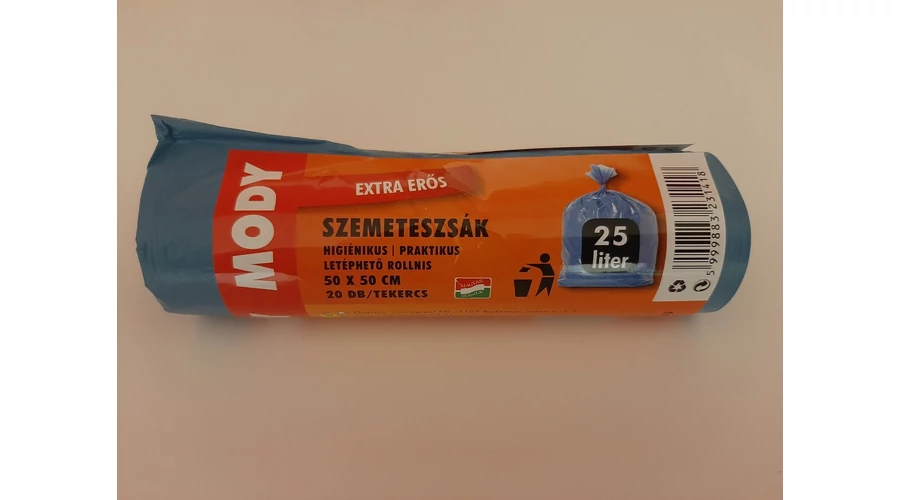 MODY
EXTRA ERŐS
SZEMETESZSÁK
HIGIÉNIKUS | PRAKTIKUS
LETÉPHETŐ ROLLNIS
50 X 50 CM
20 DB/TEKERCS
MAGYAR
25
liter
5 999883 231418